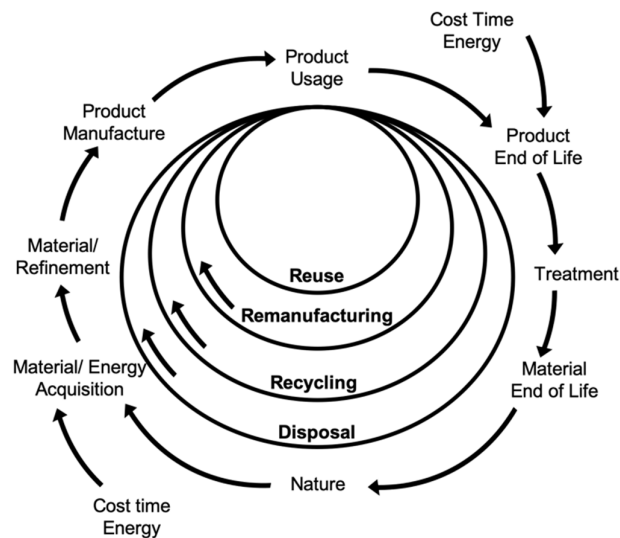 Cost Time
Energy
Product
Usage
Product
Manufacture
Product
End of Life
Material/
Refinement
Treatment
Reuse
Remanufacturing
Material/ Energy
Acquisition
Recycling
Material
End of Life
Disposal
Nature
Cost time
Energy